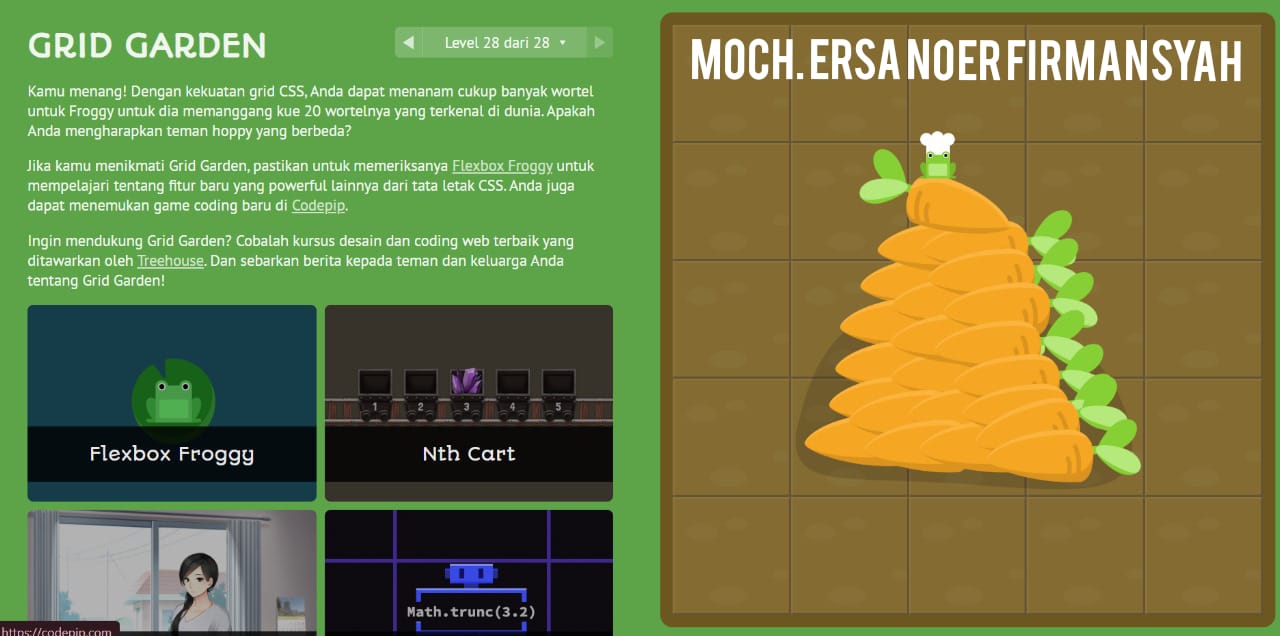 GRID GARDEN
Level 28 dari 28
Kamu menang! Dengan kekuatan grid CSS, Anda dapat menanam cukup banyak wortel
untuk Froggy untuk dia memanggang kue 20 wortelnya yang terkenal di dunia. Apakah
Anda mengharapkan teman hoppy yang berbeda?
Jika kamu menikmati Grid Garden, pastikan untuk memeriksanya Flexbox Froggy untuk
mempelajari tentang fitur baru yang powerful lainnya dari tata letak CSS. Anda juga
dapat menemukan game coding baru di Codepip.
Ingin mendukung Grid Garden? Cobalah kursus desain dan coding web terbaik yang
ditawarkan oleh Treehouse. Dan sebarkan berita kepada teman dan keluarga Anda
tentang Grid Garden!
Flexbox Froggy
1 2 3 4 5
Nth Cart
Math.trunc(3.2)
https://codepip.com
MOCH. ERSA NOER FIRMANSYAH